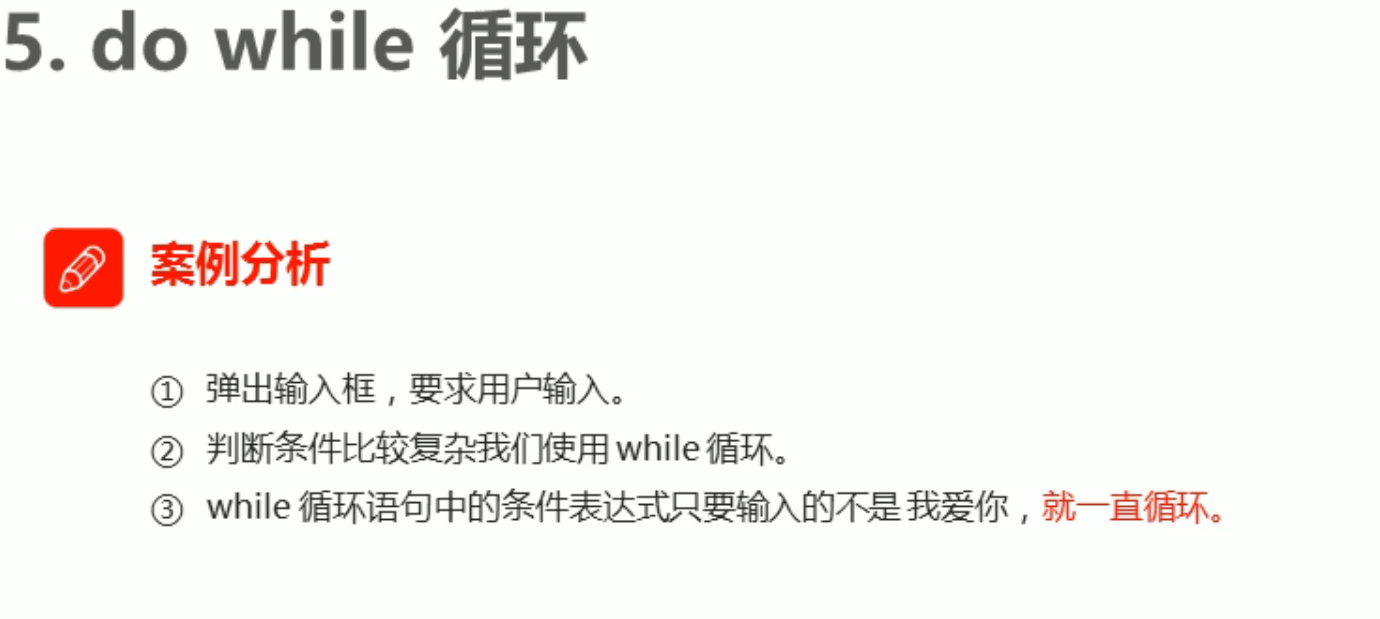 5. do while 循环
案例分析
① 弹出输入框，要求用户输入。
② 判断条件比较复杂我们使用 while 循环。
③ while 循环语句中的条件表达式只要输入的不是 我爱你，就一直循环。